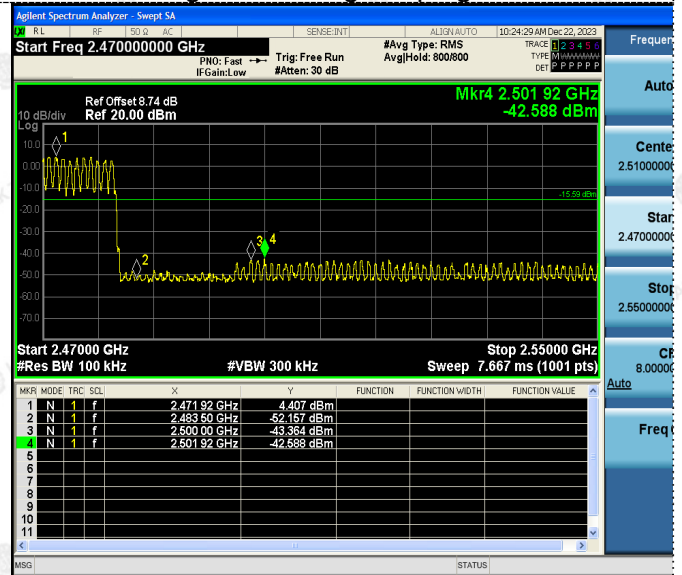 Agilent Spectrum Analyzer - Swept SA
LXI RL RF 50 Ω AC SENSE:INT ALIGN AUTO 10:24:29 AM Dec 22, 2023
Start Freq 2.470000000 GHz
PNO: Fast
IFGain:Low
Trig: Free Run
#Atten: 30 dB
#Avg Type: RMS
Avg|Hold: 800/800
TRACE 1 2 3 4 5 6
TYPE M
DET P P P P P P
Mkr4 2.501 92 GHz
-42.588 dBm
Ref Offset 8.74 dB
10 dB/div Ref 20.00 dBm
Log
10.0
0.00
-10.0
-20.0
-30.0
-40.0
-50.0
-60.0
-70.0
1
2
3
4
-15.59 dBm
Start 2.47000 GHz Stop 2.55000 GHz
#Res BW 100 kHz #VBW 300 kHz Sweep 7.667 ms (1001 pts)
MKR MODE TRC SCL X Y FUNCTION FUNCTION WIDTH FUNCTION VALUE
1 N 1 f 2.471 92 GHz 4.407 dBm
2 N 1 f 2.483 50 GHz -52.157 dBm
3 N 1 f 2.500 00 GHz -43.364 dBm
4 N 1 f 2.501 92 GHz -42.588 dBm
5
6
7
8
9
10
11
MSG STATUS
Frequen
Auto
Cente
2.51000000
Star
2.47000000
Stop
2.55000000
CF
8.00000
Auto
Freq